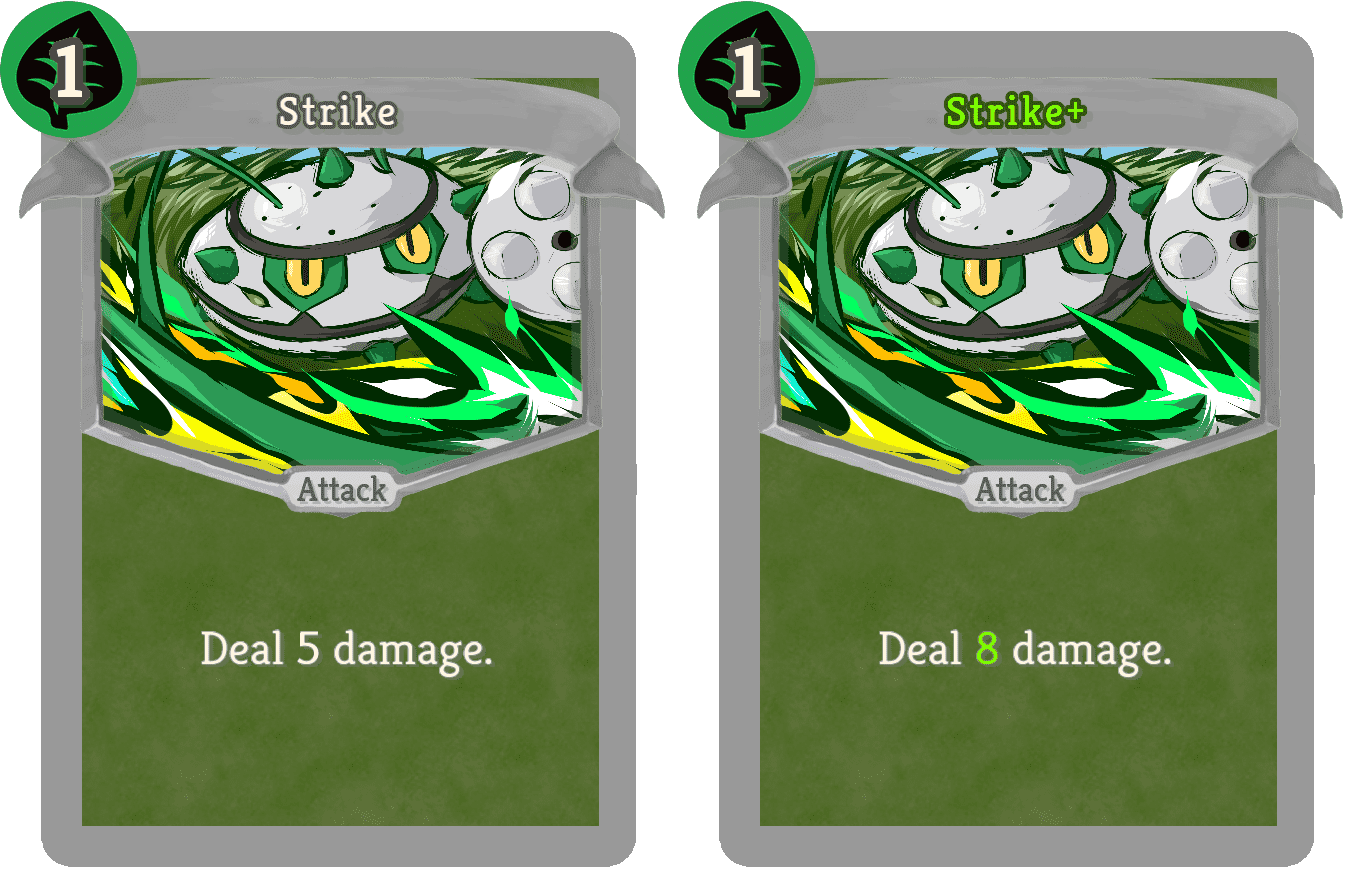 1
Strike
Attack
Deal 5 damage.
1
Strike+
Attack
Deal 8 damage.